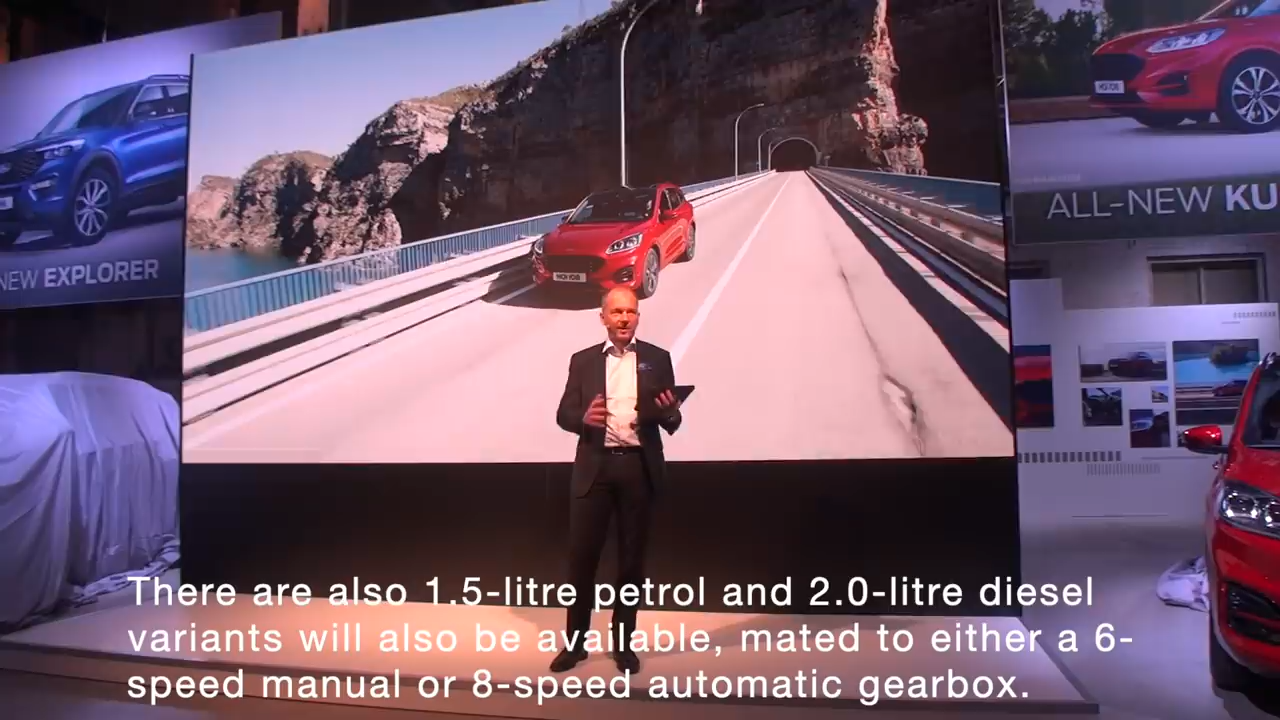 NEW EXPLORER
ALL-NEW KU
There are also 1.5-litre petrol and 2.0-litre diesel
variants will also be available, mated to either a 6-
speed manual or 8-speed automatic gearbox.